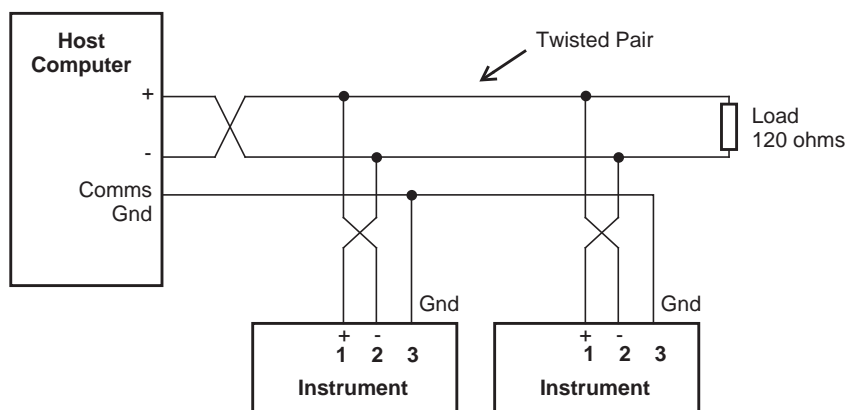 Host
Computer
Twisted Pair
+
-
Load
120 ohms
Comms
Gnd
Gnd
Gnd
+ -
1 2 3
Instrument
+ -
1 2 3
Instrument